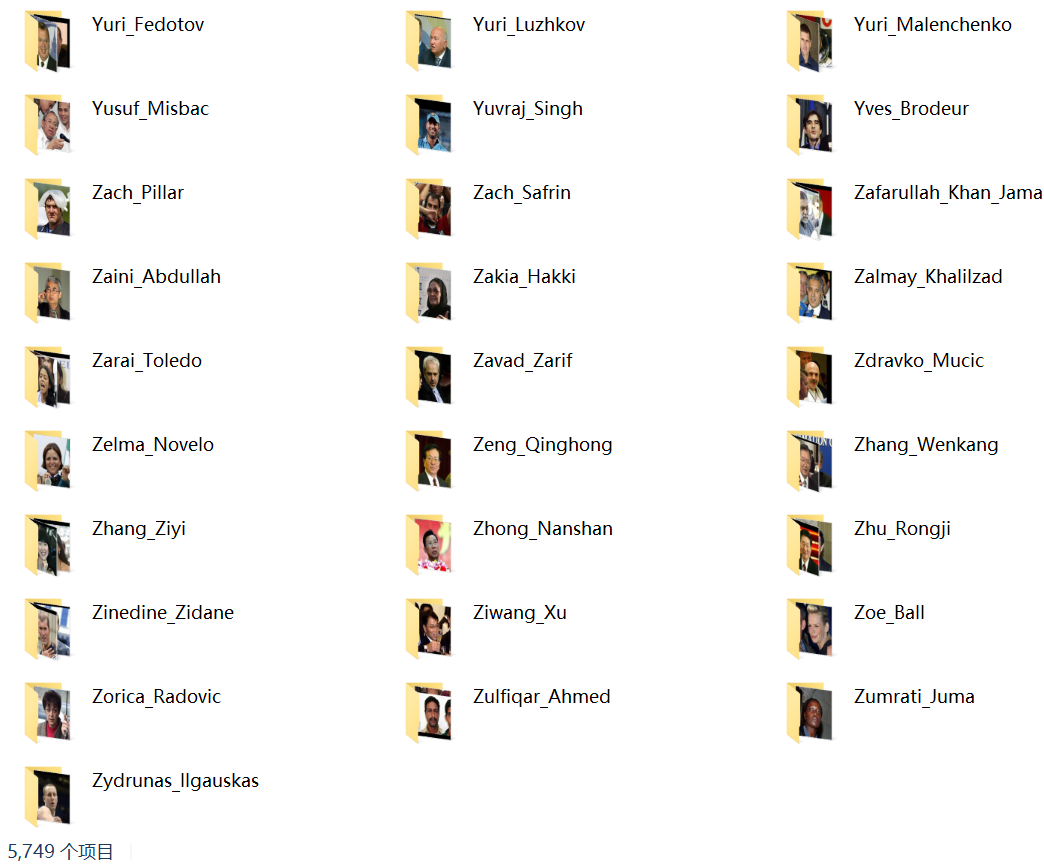 Yuri_Fedotov
Yuri_Luzhkov
Yuri_Malenchenko
Yusuf_Misbac
Yuvraj_Singh
Yves_Brodeur
Zach_Pillar
Zach_Safrin
Zafarullah_Khan_Jama
Zaini_Abdullah
Zakia_Hakki
Zalmay_Khalilzad
Zarai_Toledo
Zavad_Zarif
Zdravko_Mucic
Zelma_Novelo
Zeng_Qinghong
Zhang_Wenkang
Zhang_Ziyi
Zhong_Nanshan
Zhu_Rongji
Zinedine_Zidane
Ziwang_Xu
Zoe_Ball
Zorica_Radovic
Zulfiqar_Ahmed
Zumrati_Juma
Zydrunas_Ilgauskas
5,749 个项目